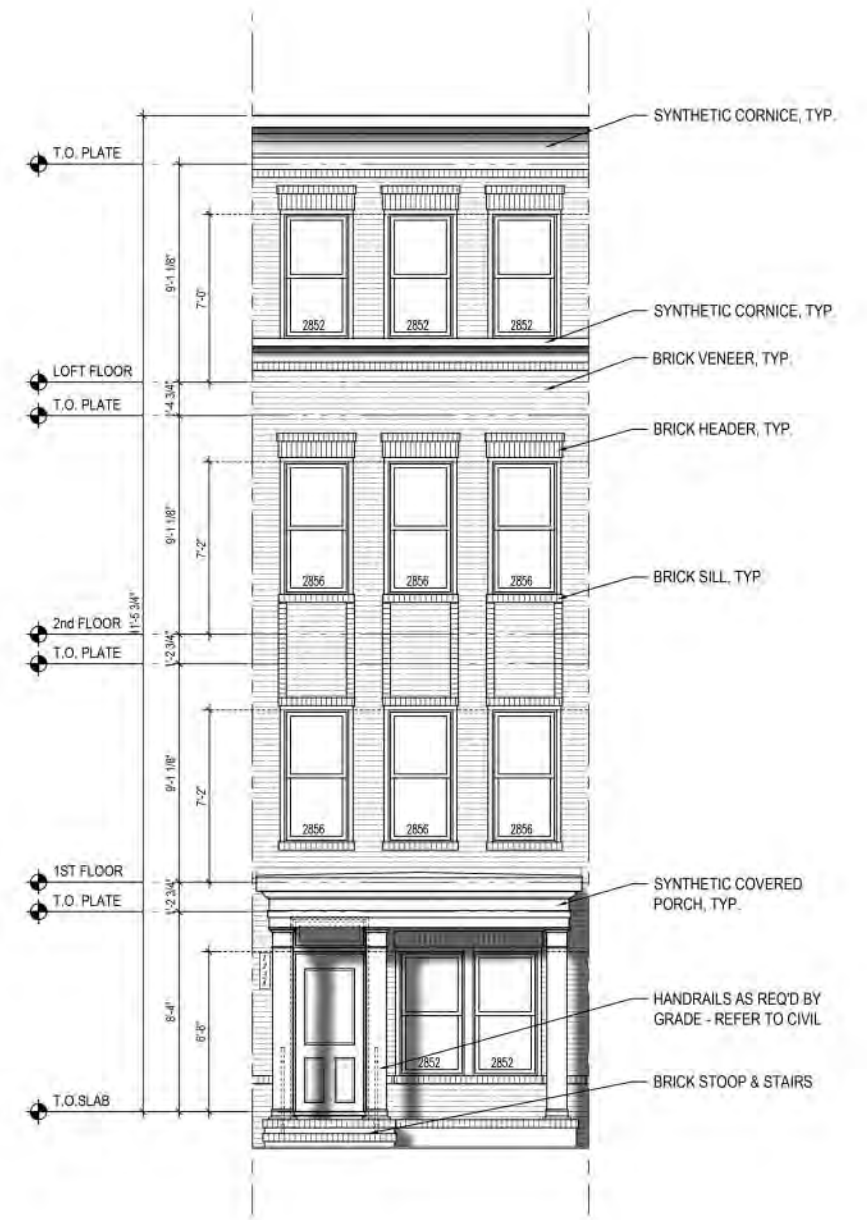 SYNTHETIC CORNICE, TYP.
T.O. PLATE
9'-1 1/8"
7'-0"
2852 2852 2852
SYNTHETIC CORNICE, TYP.
BRICK VENEER, TYP.
LOFT FLOOR
T.O. PLATE
'-4 3/4"
BRICK HEADER, TYP.
9'-1 1/8"
7'-2"
2856 2856 2856
BRICK SILL, TYP.
1'-5 3/4"
2nd FLOOR
T.O. PLATE
'-2 3/4"
9'-1 1/8"
7'-2"
2856 2856 2856
1ST FLOOR
T.O. PLATE
'-2 3/4"
SYNTHETIC COVERED
PORCH, TYP.
8'-4"
6'-8"
HANDRAILS AS REQ'D BY
GRADE - REFER TO CIVIL
2852 2852
BRICK STOOP & STAIRS
T.O.SLAB